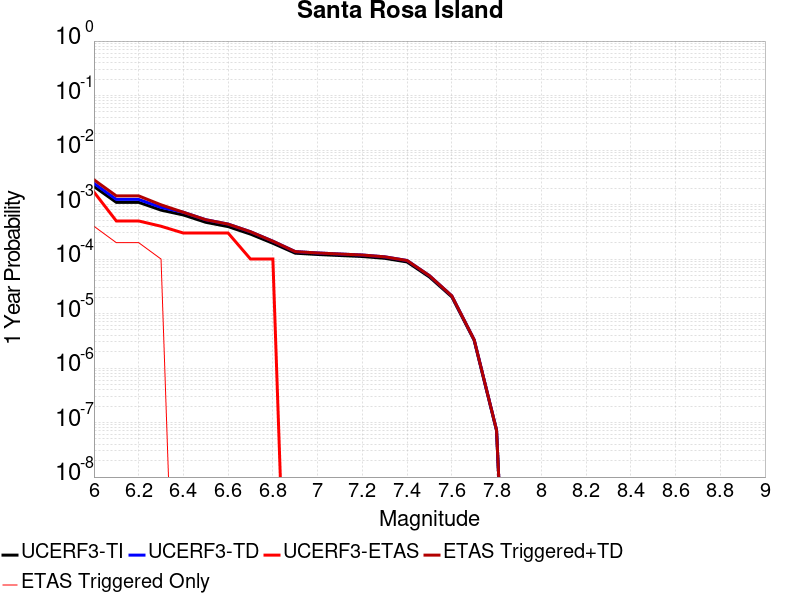 Santa Rosa Island
10^0
10^-1
10^-2
10^-3
10^-4
10^-5
10^-6
10^-7
10^-8
1 Year Probability
6 6.2 6.4 6.6 6.8 7 7.2 7.4 7.6 7.8 8 8.2 8.4 8.6 8.8 9
Magnitude
UCERF3-TI UCERF3-TD UCERF3-ETAS ETAS Triggered+TD
ETAS Triggered Only